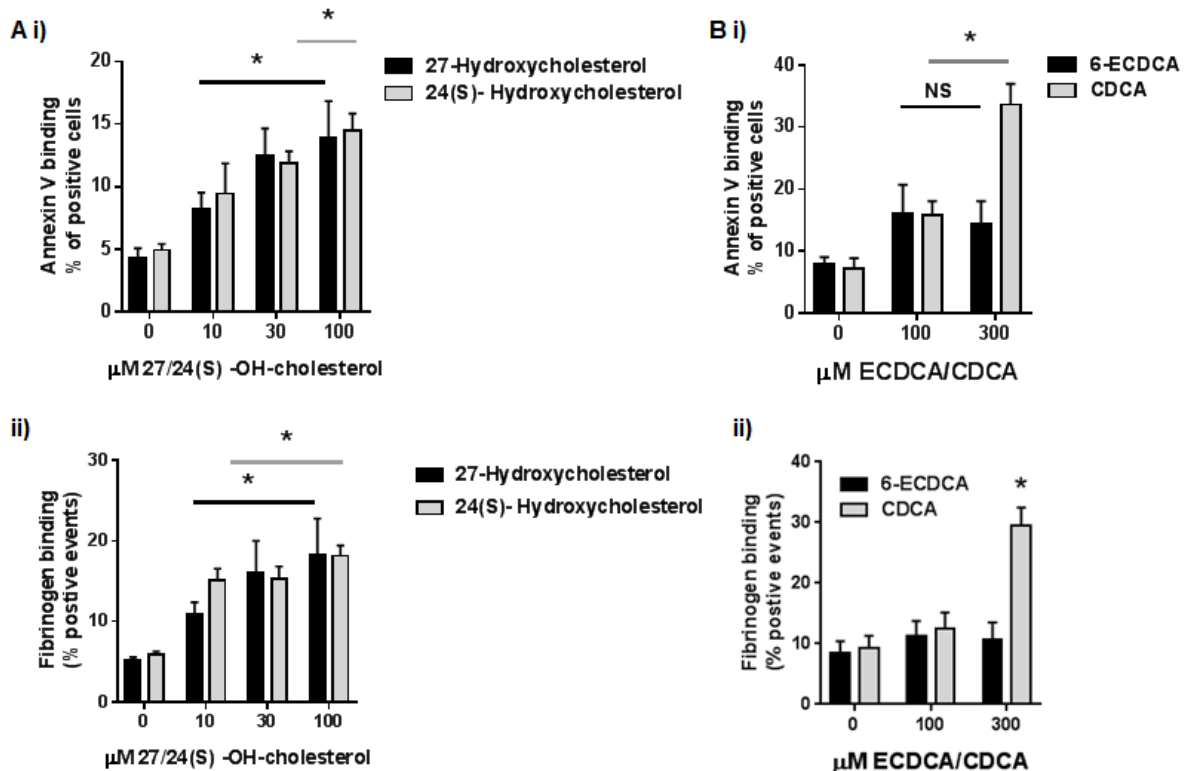 A i)
*
*
27-Hydroxycholesterol
24(S)- Hydroxycholesterol
Annexin V binding
% of positive cells
20
15
10
5
0
0 10 30 100
μM 27/24(S) -OH-cholesterol
B i)
*
NS
6-ECDCA
CDCA
Annexin V binding
% of positive cells
40
30
20
10
0
0 100 300
μM ECDCA/CDCA
ii)
*
*
27-Hydroxycholesterol
24(S)- Hydroxycholesterol
Fibrinogen binding
(% postive events)
30
20
10
0
0 10 30 100
μM 27/24(S) -OH-cholesterol
ii)
6-ECDCA
CDCA
*
Fibrinogen binding
(% postive events)
40
30
20
10
0
0 100 300
μM ECDCA/CDCA